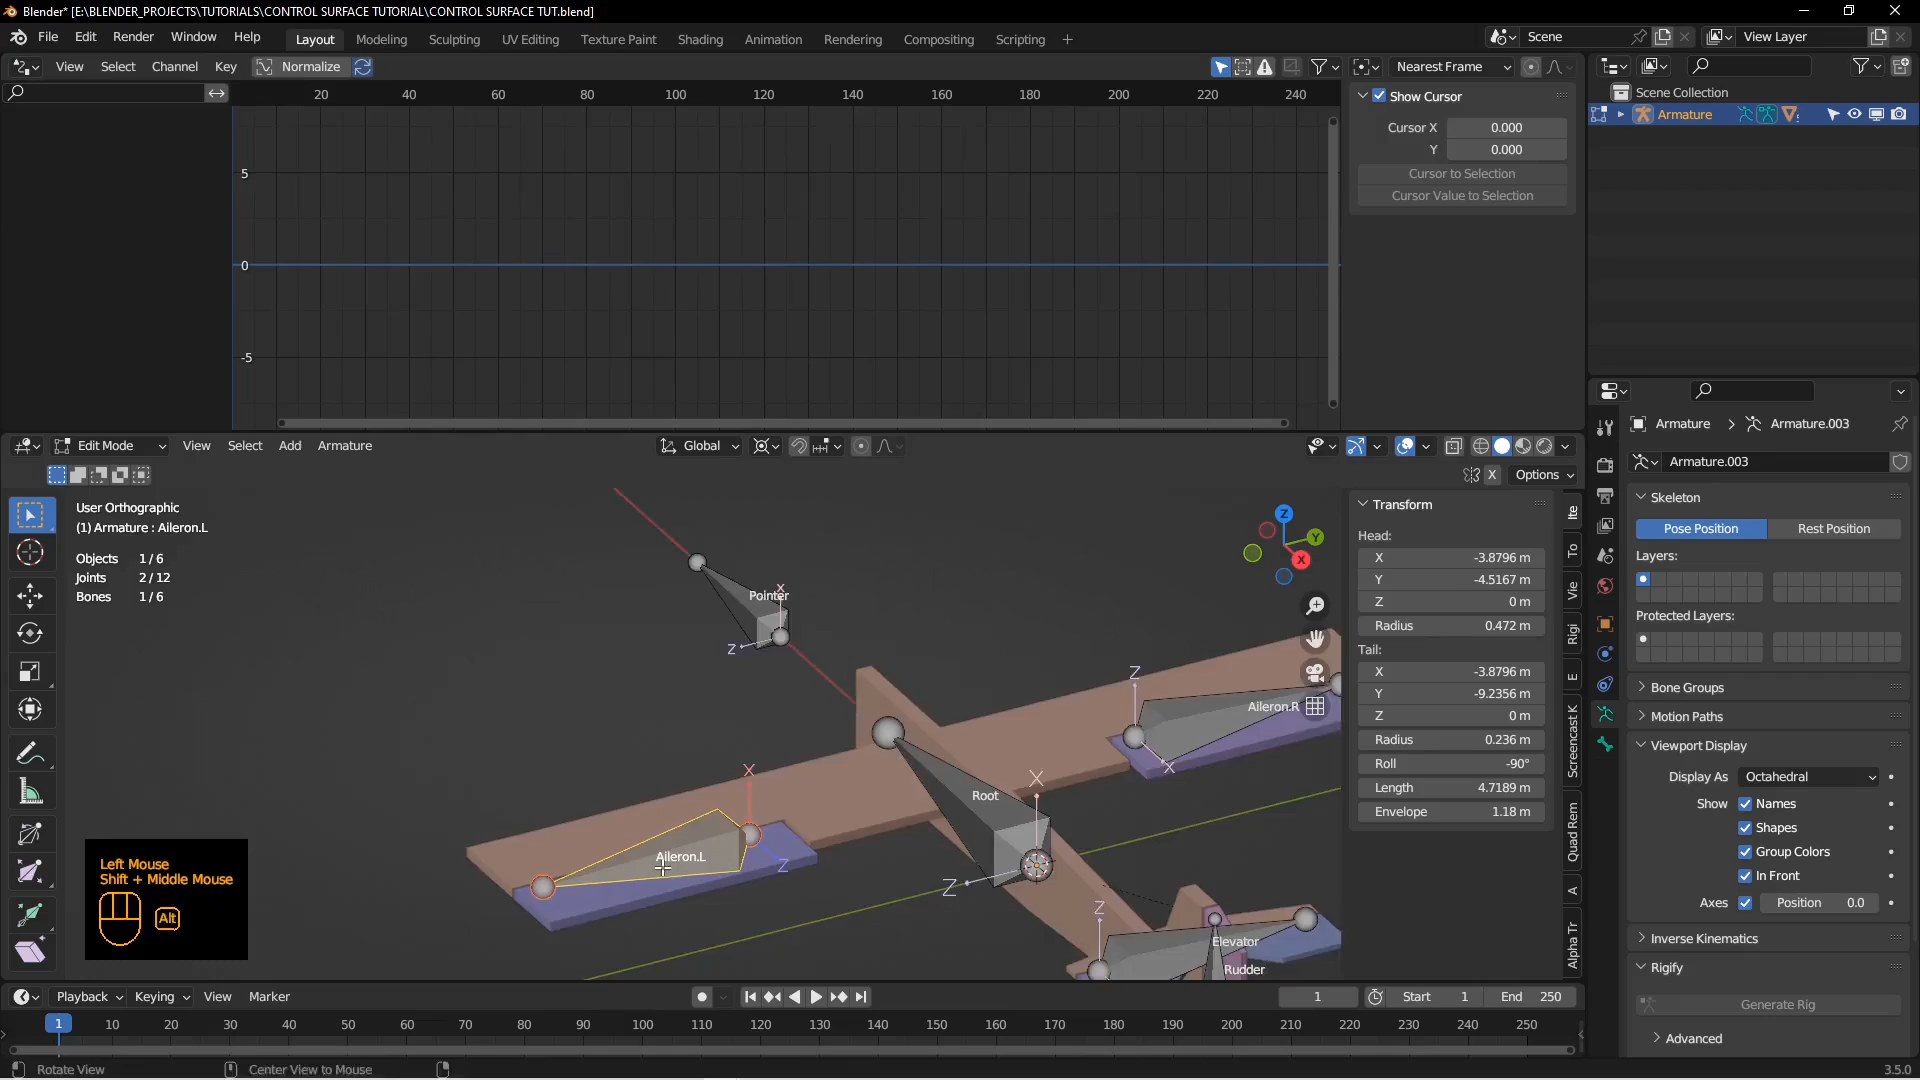 Blender* [E:\BLENDER_PROJECTS\TUTORIALS\CONTROL SURFACE TUTORIAL\CONTROL SURFACE TUT.blend]
File Edit Render Window Help Layout Modeling Sculpting UV Editing Texture Paint Shading Animation Rendering Compositing Scripting + Scene View Layer
View Select Channel Key Normalize Nearest Frame
20 40 60 80 100 120 140 160 180 200 220 240
Show Cursor
Scene Collection
Armature
Cursor X 0.000
Y 0.000
Cursor to Selection
Cursor Value to Selection
5
0
-5
Edit Mode View Select Add Armature Global
X Options
User Orthographic
(1) Armature : Aileron.L
Objects 1/6
Joints 2/12
Bones 1/6
Pointer
X
Z
Root
X
Z
Aileron.L
X
Z
Aileron.R
Z
X
Z
Elevator
Rudder
Z
Y
X
Left Mouse
Shift + Middle Mouse
Alt
Transform
Head:
X -3.8796 m
Y -4.5167 m
Z 0 m
Radius 0.472 m
Tail:
X -3.8796 m
Y -9.2356 m
Z 0 m
Radius 0.236 m
Roll -90°
Length 4.7189 m
Envelope 1.18 m
Ite
To
Vie
Rigi
E
Screencast K
Quad Rem
A
Alpha Tr
Armature > Armature.003
Armature.003
Skeleton
Pose Position Rest Position
Layers:
Protected Layers:
Bone Groups
Motion Paths
Viewport Display
Display As Octahedral
Show Names
Shapes
Group Colors
In Front
Axes Position 0.0
Inverse Kinematics
Rigify
Generate Rig
Advanced
Playback Keying View Marker 1 Start 1 End 250
1 10 20 30 40 50 60 70 80 90 100 110 120 130 140 150 160 170 180 190 200 210 220 230 240 250
Rotate View Center View to Mouse 3.5.0